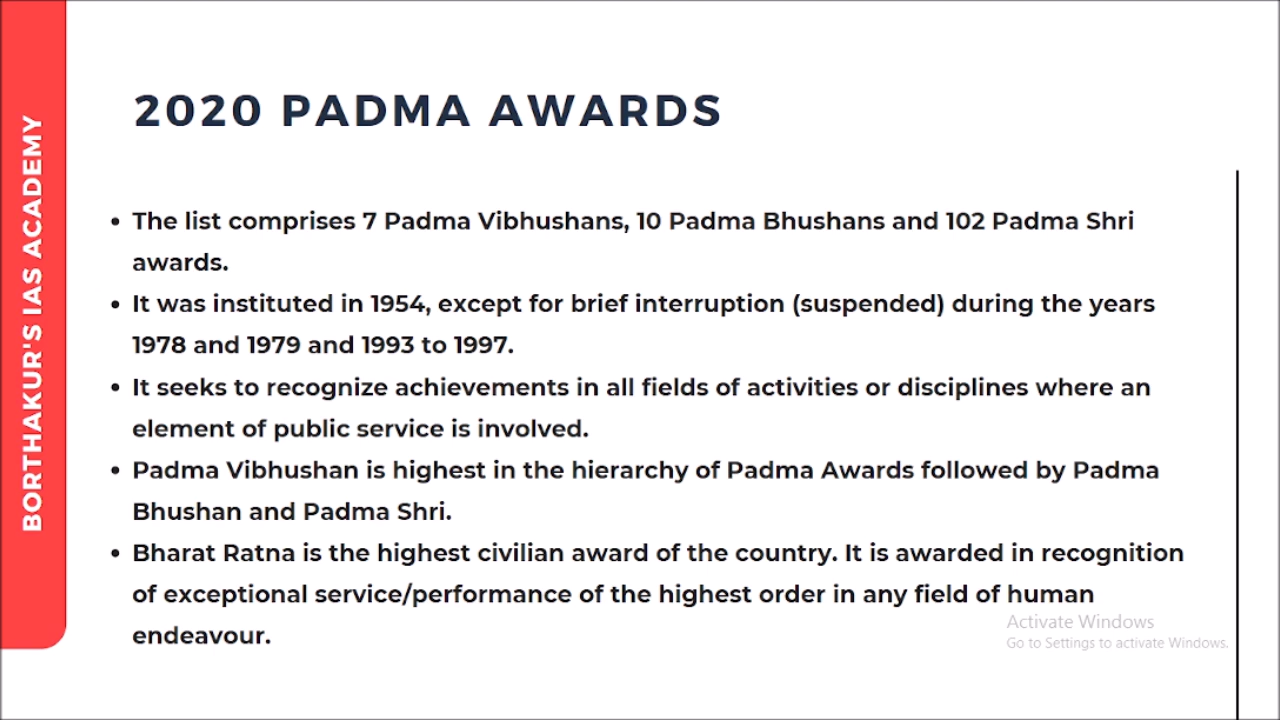 BORTHAKUR'S IAS ACADEMY
2020 PADMA AWARDS
• The list comprises 7 Padma Vibhushans, 10 Padma Bhushans and 102 Padma Shri
awards.
• It was instituted in 1954, except for brief interruption (suspended) during the years
1978 and 1979 and 1993 to 1997.
• It seeks to recognize achievements in all fields of activities or disciplines where an
element of public service is involved.
• Padma Vibhushan is highest in the hierarchy of Padma Awards followed by Padma
Bhushan and Padma Shri.
• Bharat Ratna is the highest civilian award of the country. It is awarded in recognition
of exceptional service/performance of the highest order in any field of human
endeavour.
Activate Windows
Go to Settings to activate Windows.